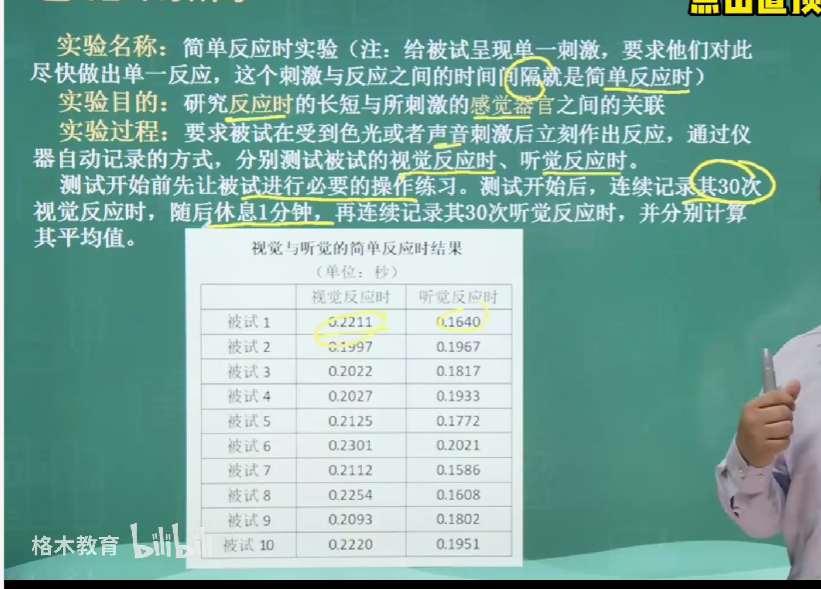 点击置顶
实验名称：简单反应时实验（注：给被试呈现单一刺激，要求他们对此
尽快做出单一反应，这个刺激与反应之间的时间间隔就是简单反应时）
实验目的：研究反应时的长短与所刺激的感觉器官之间的关联
实验过程：要求被试在受到色光或者声音刺激后立刻作出反应，通过仪
器自动记录的方式，分别测试被试的视觉反应时、听觉反应时。
测试开始前先让被试进行必要的操作练习。测试开始后，连续记录其30次
视觉反应时，随后休息1分钟，再连续记录其30次听觉反应时，并分别计算
其平均值。
视觉与听觉的简单反应时结果
（单位：秒）
视觉反应时 听觉反应时
被试 1 0.2211 0.1640
被试 2 0.1997 0.1967
被试 3 0.2022 0.1817
被试 4 0.2027 0.1933
被试 5 0.2125 0.1772
被试 6 0.2301 0.2021
被试 7 0.2112 0.1586
被试 8 0.2254 0.1608
被试 9 0.2093 0.1802
被试 10 0.2220 0.1951
格木教育 bilibili